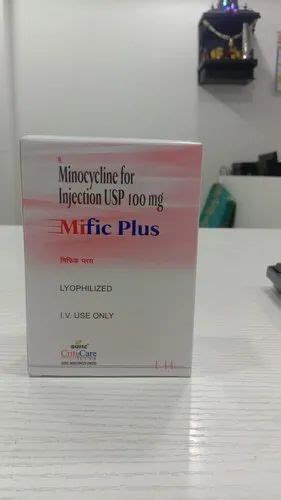 Minocycline for
Injection USP 100 mg
Mific Plus
मिफिक प्लस
LYOPHILIZED
I.V. USE ONLY
CritiCare